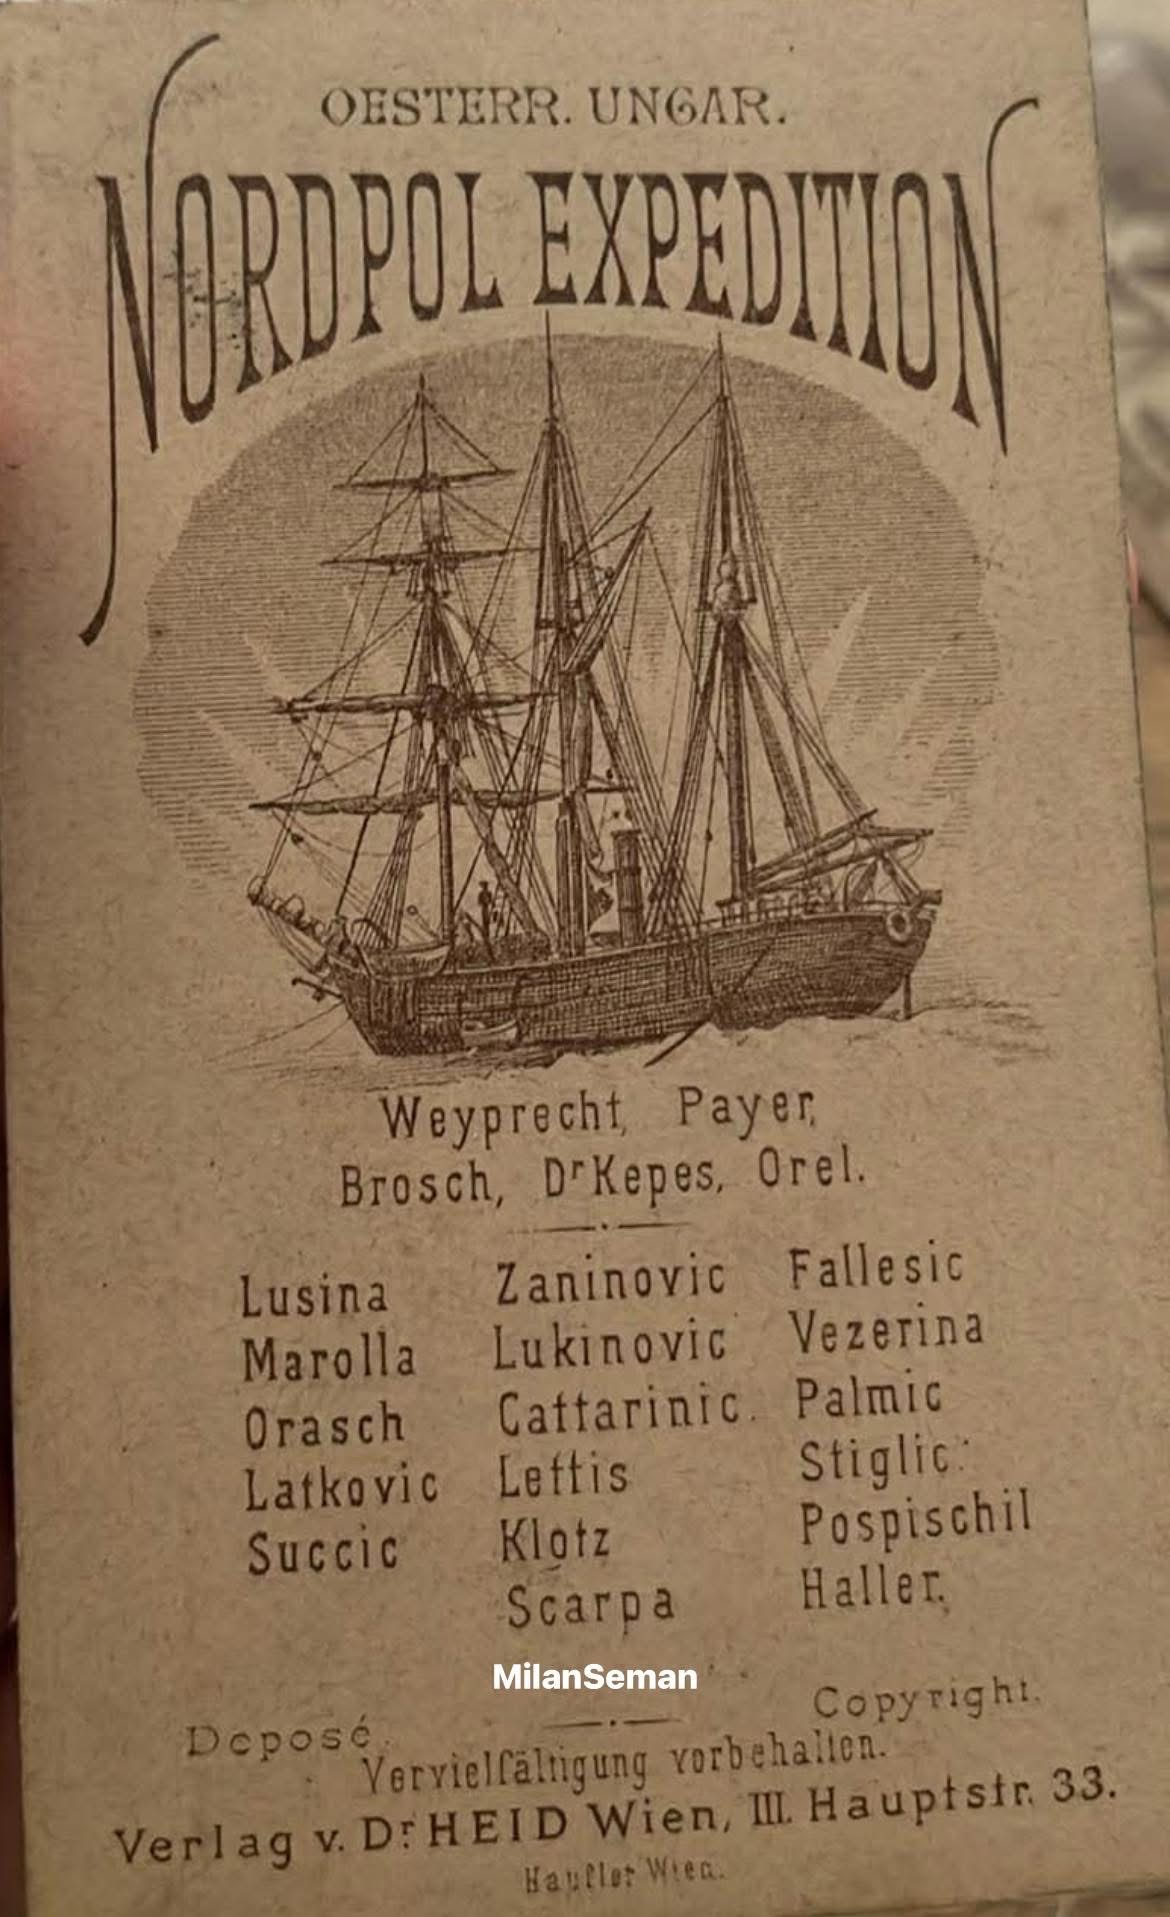 OESTERR. UNGAR.
NORDPOL EXPEDITION
Weyprecht, Payer,
Brosch, Dr Kepes, Orel.
Lusina Zaninovic Fallesic
Marolla Lukinovic Vezerina
Orasch Cattarinic. Palmic
Latkovic Lettis Stiglic
Succic Klotz Pospischil
Scarpa Haller.
MilanSeman
Deposé. Copyright.
Vervielfältigung vorbehalten.
Verlag v. Dr HEID Wien, III. Hauptstr. 33.
Wien.